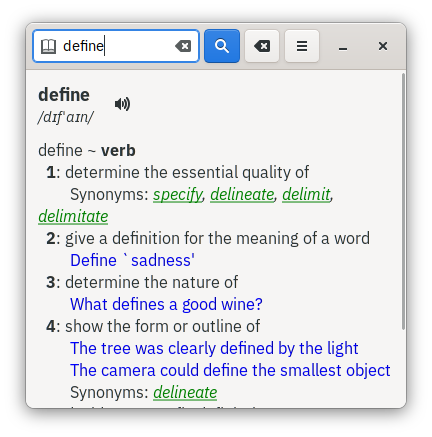 define
define
/dɪfˈaɪn/
define ~ verb
1: determine the essential quality of
Synonyms: specify, delineate, delimit,
delimitate
2: give a definition for the meaning of a word
Define `sadness'
3: determine the nature of
What defines a good wine?
4: show the form or outline of
The tree was clearly defined by the light
The camera could define the smallest object
Synonyms: delineate